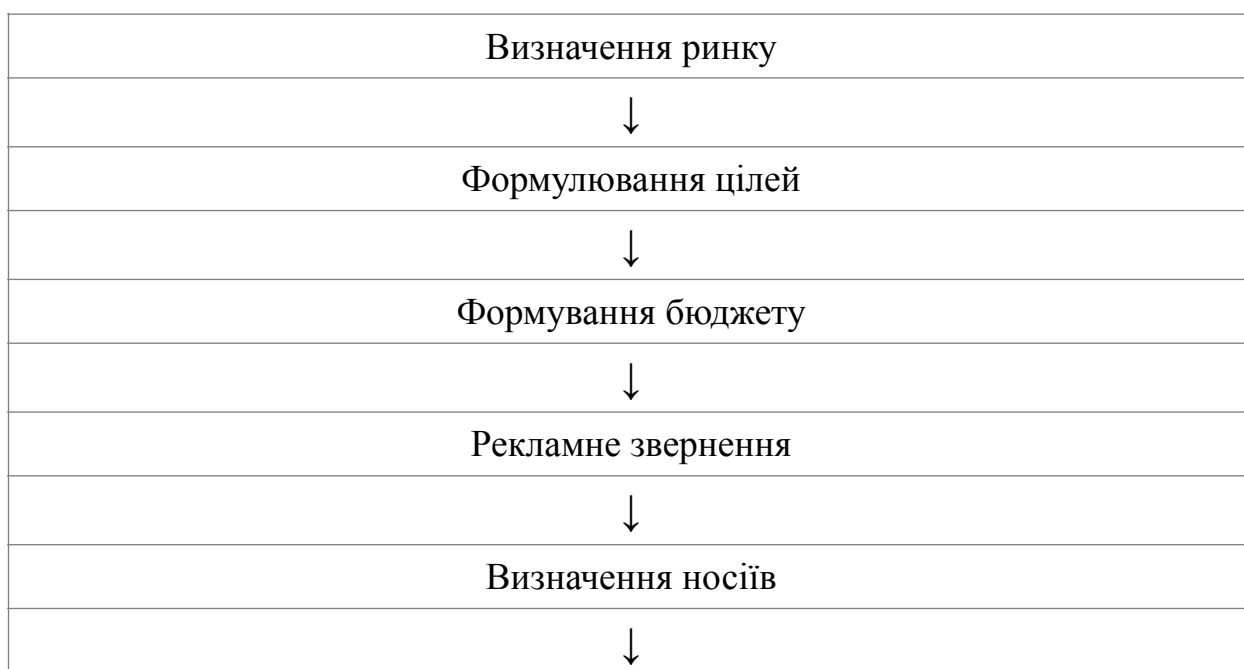 Визначення ринку
↓
Формулювання цілей
↓
Формування бюджету
↓
Рекламне звернення
↓
Визначення носіїв
↓